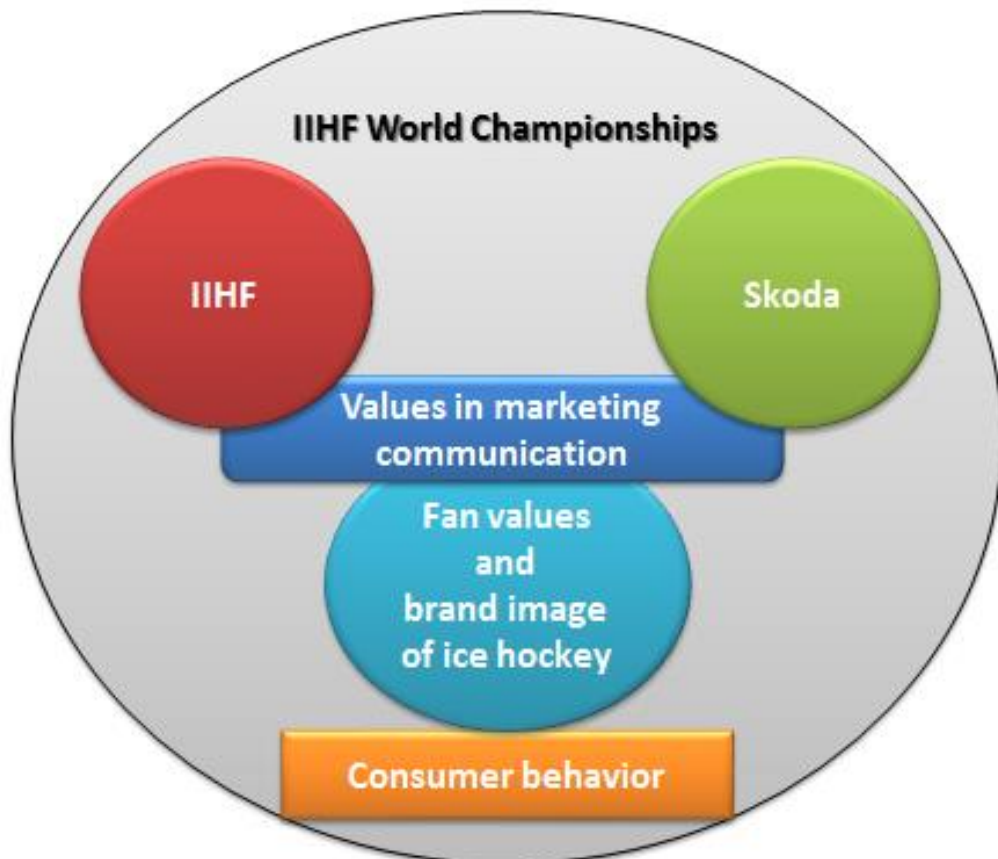 IIHF World Championships
IIHF
Skoda
Values in marketing
communication
Fan values
and
brand image
of ice hockey
Consumer behavior